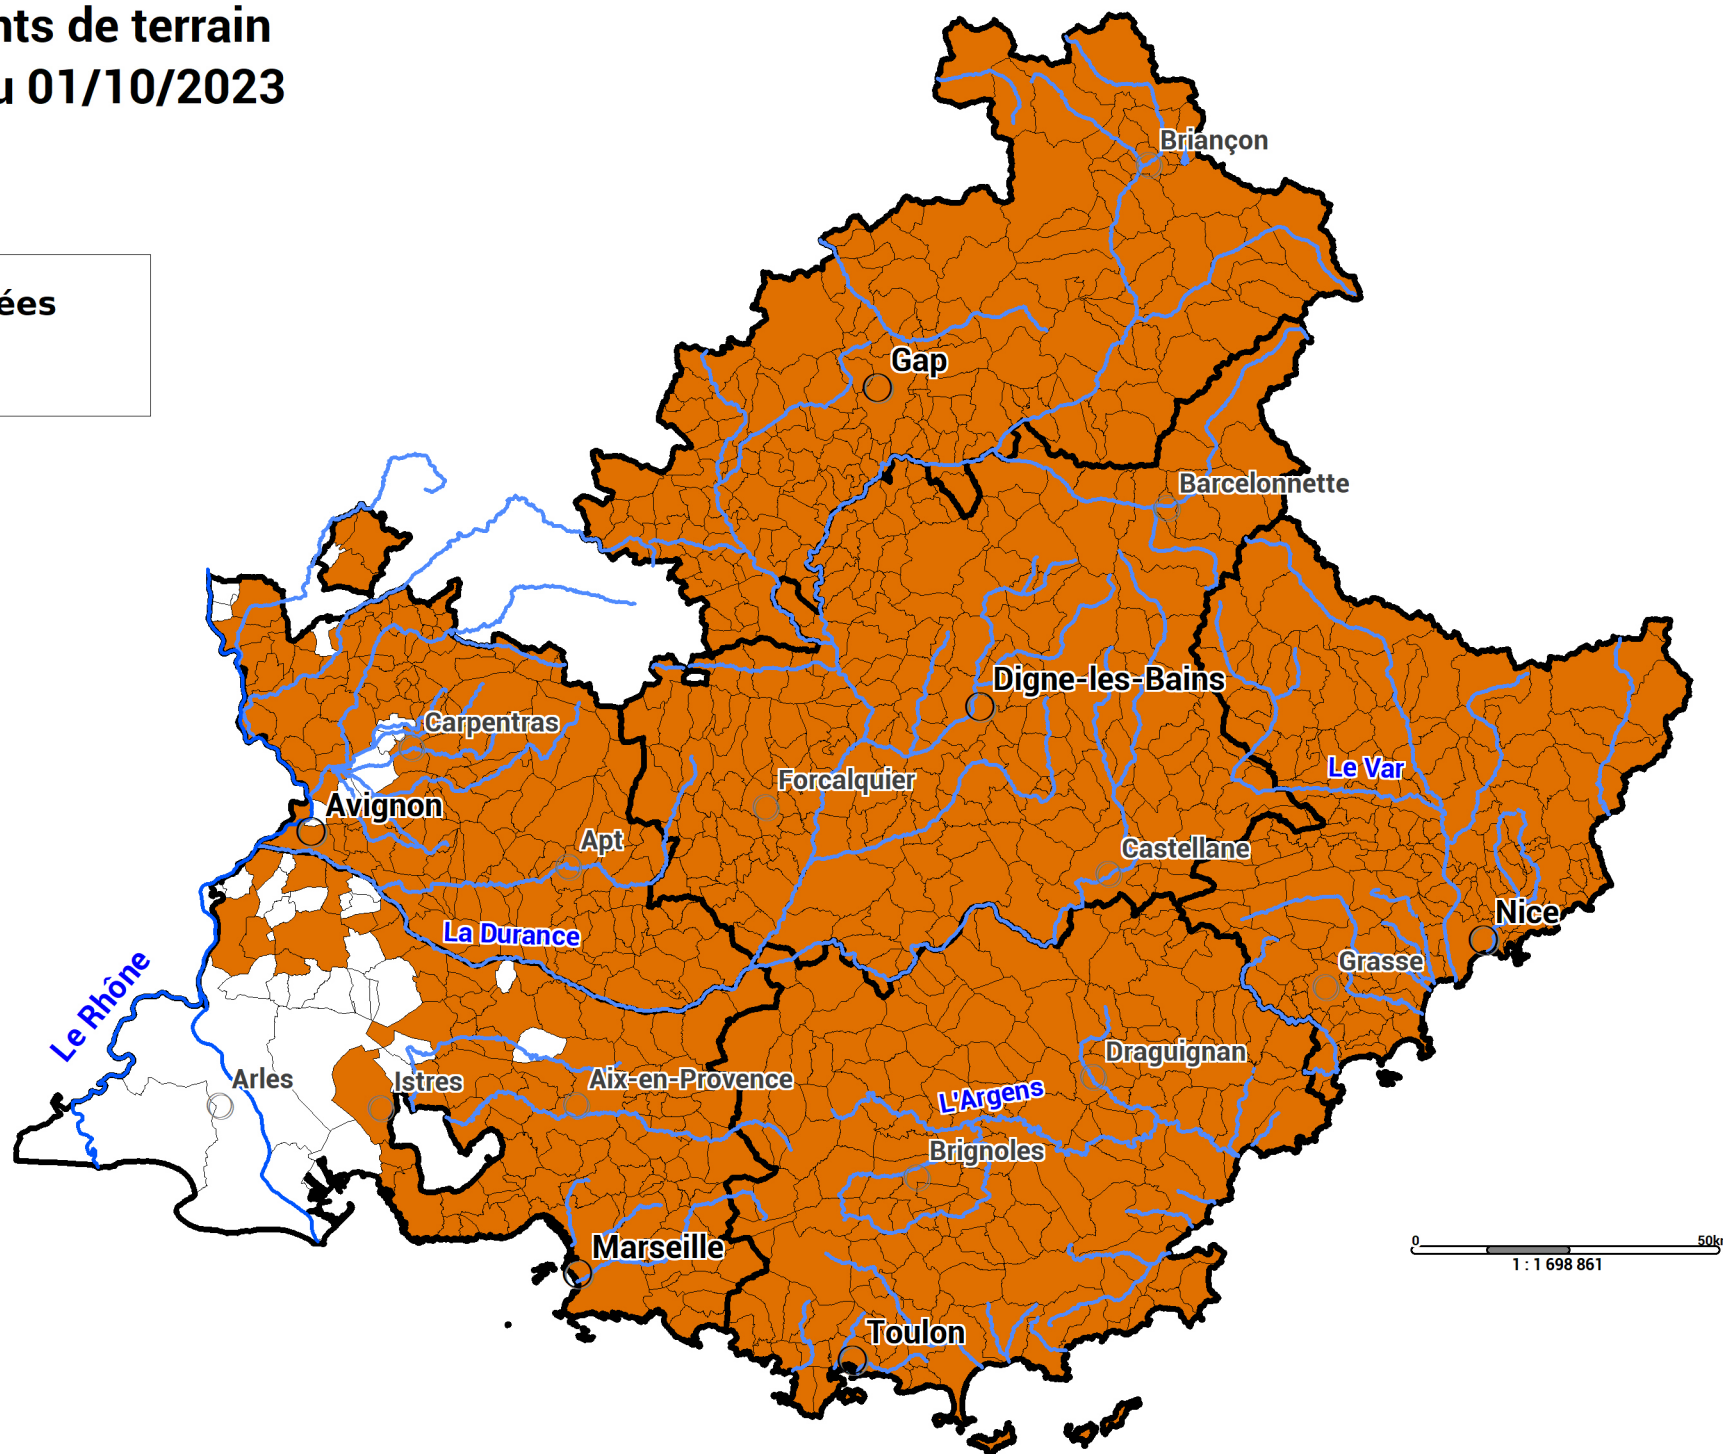 nts de terrain
u 01/10/2023
ées
Briançon
Gap
Barcelonnette
Digne-les-Bains
Carpentras
Forcalquier
Le Var
Avignon
Apt
Castellane
Nice
La Durance
Grasse
Le Rhône
Draguignan
Arles
Istres
Aix-en-Provence
L'Argens
Brignoles
Marseille
0 50k
1 : 1 698 861
Toulon